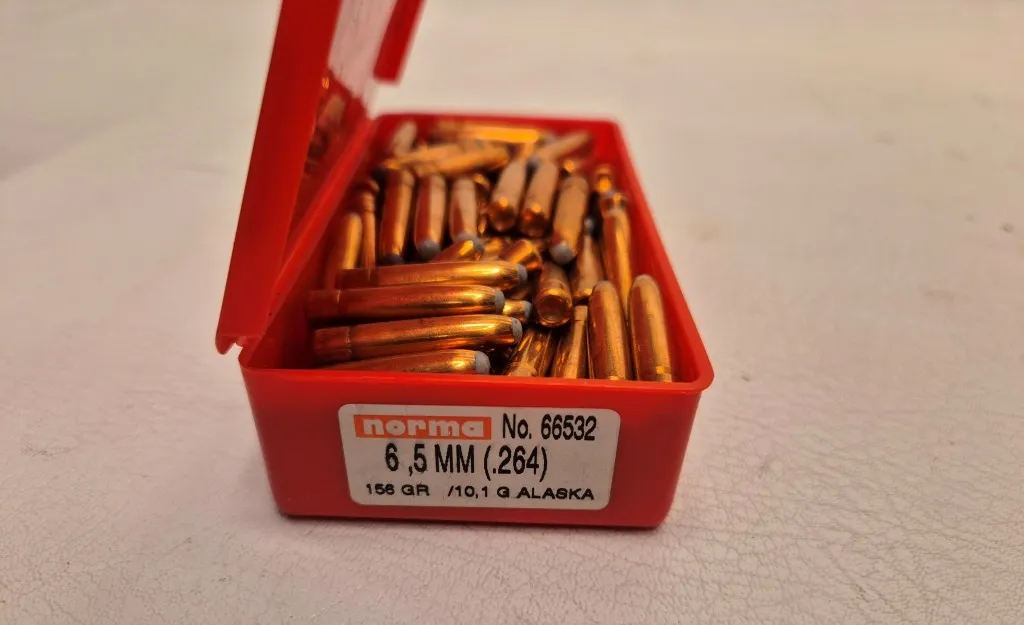 norma No. 66532
6,5 MM (.264)
156 GR /10,1 G ALASKA